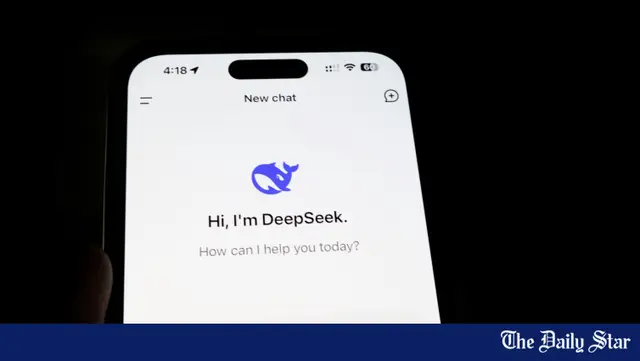 4:18
New chat
Hi, I'm DeepSeek.
How can I help you today?
The Daily Star